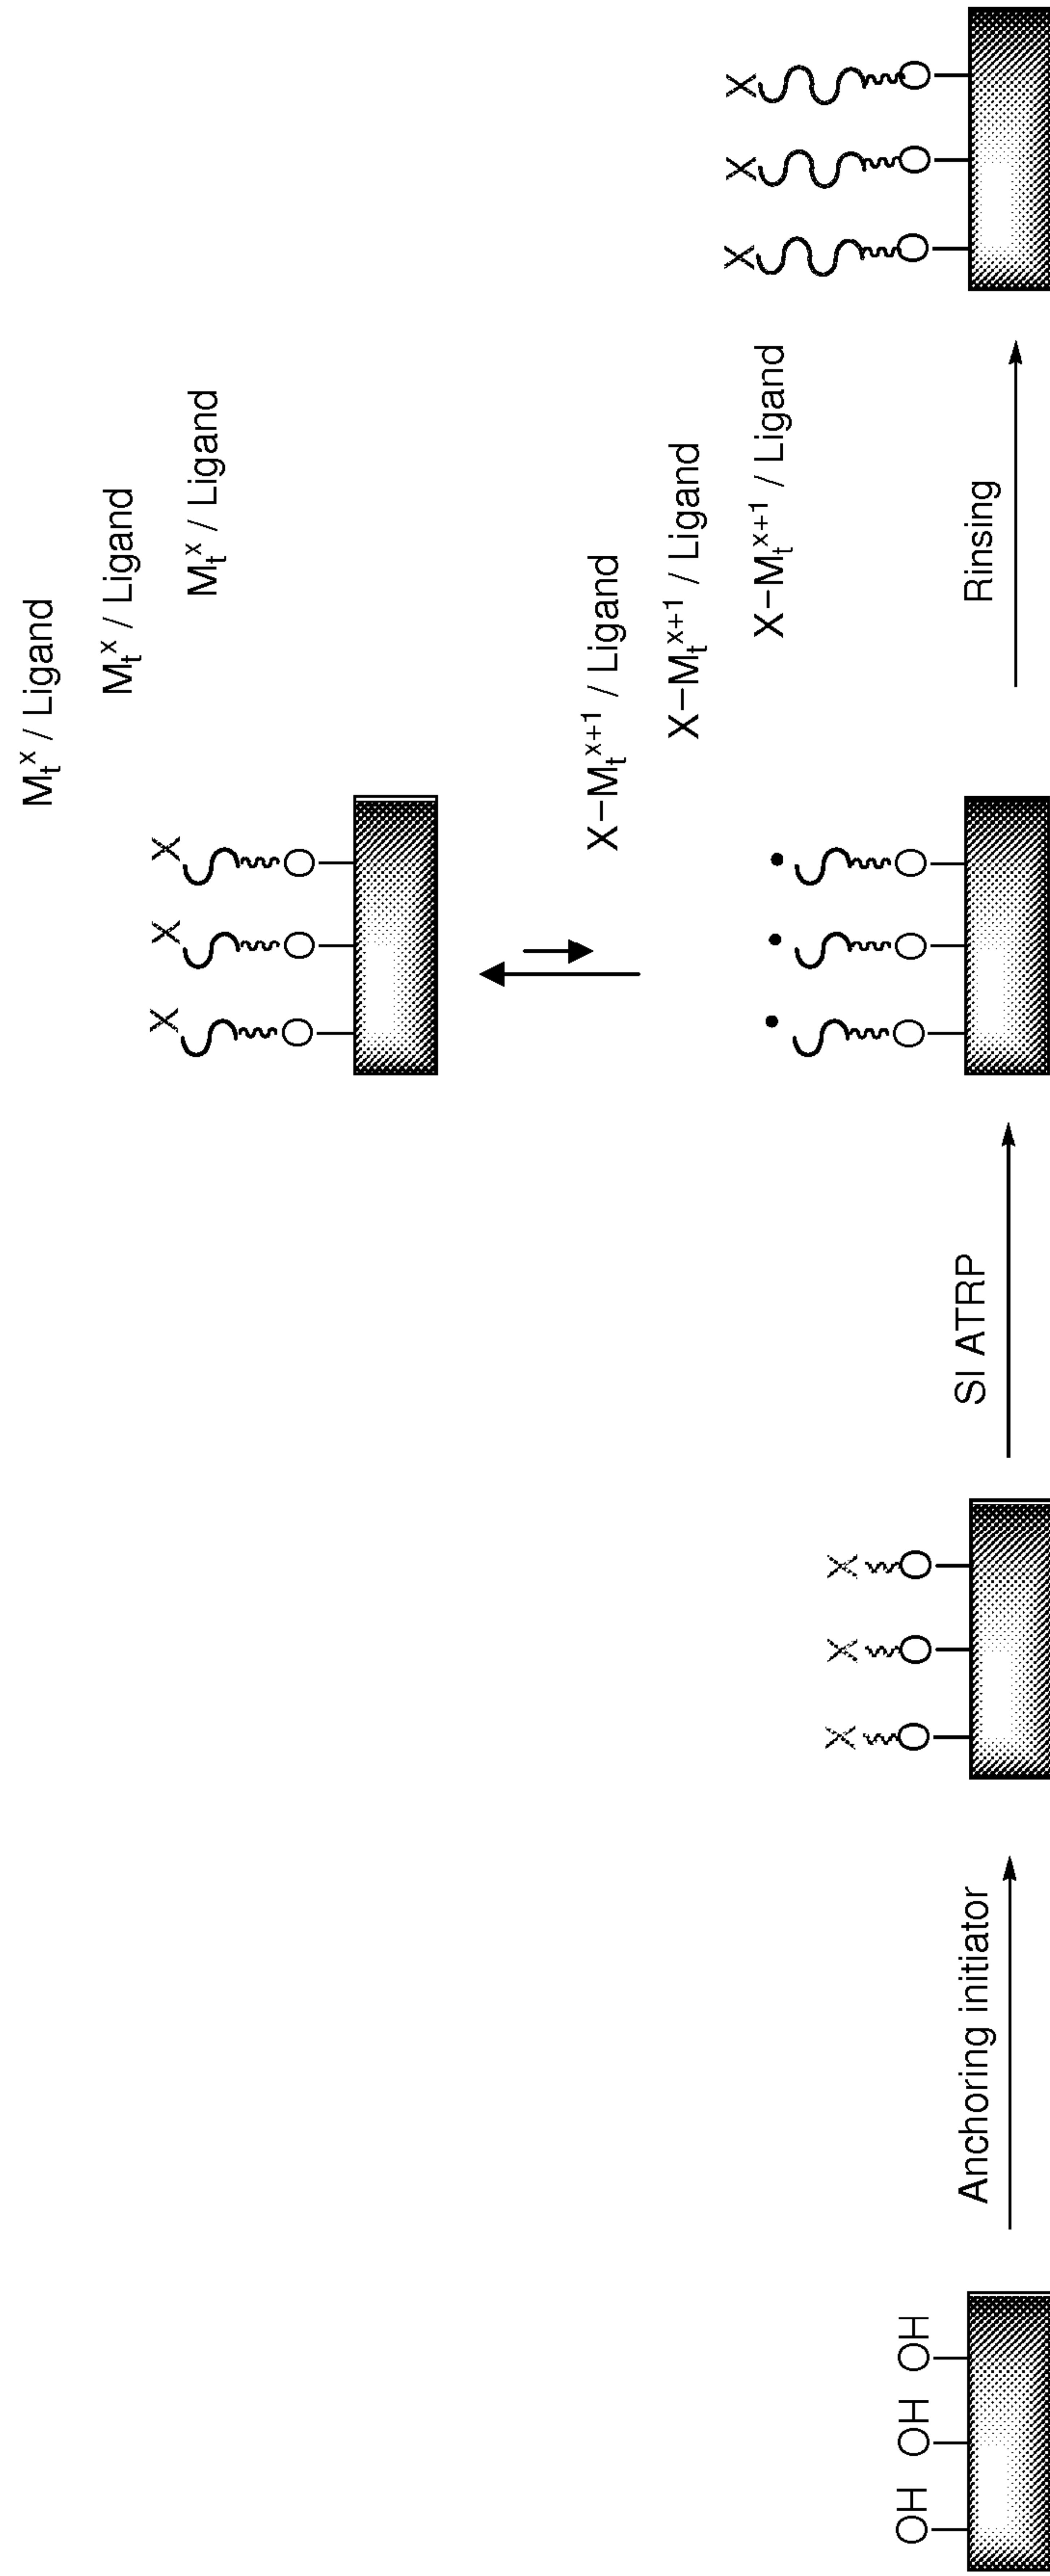 Mtˣ / Ligand
Mtˣ / Ligand
Mtˣ / Ligand
X X X
O O O
X–Mtˣ⁺¹ / Ligand
X–Mtˣ⁺¹ / Ligand
X–Mtˣ⁺¹ / Ligand
OH OH OH
Anchoring initiator
X X X
O O O
SI ATRP
O O O
Rinsing
X X X
O O O